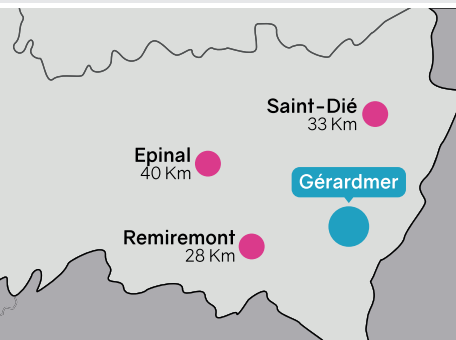 Saint-Dié
33 Km
Epinal
40 Km
Gérardmer
Remiremont
28 Km